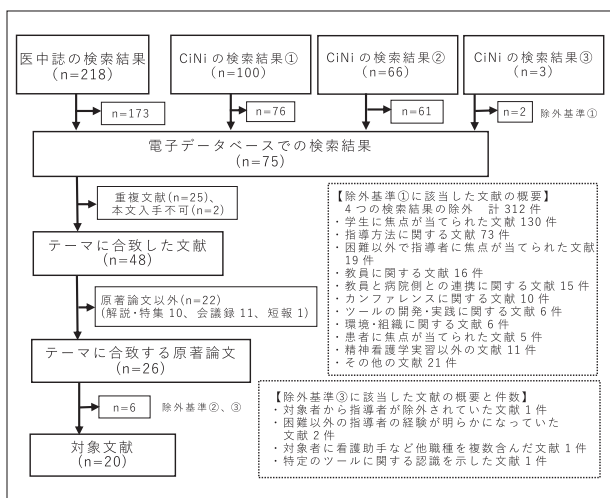 医中誌の検索結果
(n=218)
CiNi の検索結果①
(n=100)
CiNi の検索結果②
(n=66)
CiNi の検索結果③
(n=3)
n=173
n=76
n=61
n=2
除外基準①
電子データベースでの検索結果
(n=75)
重複文献(n=25)、
本文入手不可(n=2)
テーマに合致した文献
(n=48)
原著論文以外(n=22)
(解説･特集 10、会議録 11、短報 1)
テーマに合致する原著論文
(n=26)
n=6
除外基準②、③
対象文献
(n=20)
【除外基準①に該当した文献の概要】
4つの検索結果の除外 計 312 件
・学生に焦点が当てられた文献 130 件
・指導方法に関する文献 73 件
・困難以外で指導者に焦点が当てられた文献
19 件
・教員に関する文献 16 件
・教員と病院側との連携に関する文献 15 件
・カンファレンスに関する文献 10 件
・ツールの開発･実践に関する文献 6 件
・環境･組織に関する文献 6 件
・患者に焦点が当てられた文献 5 件
・精神看護学実習以外の文献 11 件
・その他の文献 21 件
【除外基準③に該当した文献の概要と件数】
・対象者から指導者が除外されていた文献 1 件
・困難以外の指導者の経験が明らかになっていた
文献 2 件
・対象者に看護助手など他職種を複数含んだ文献 1 件
・特定のツールに関する認識を示した文献 1 件